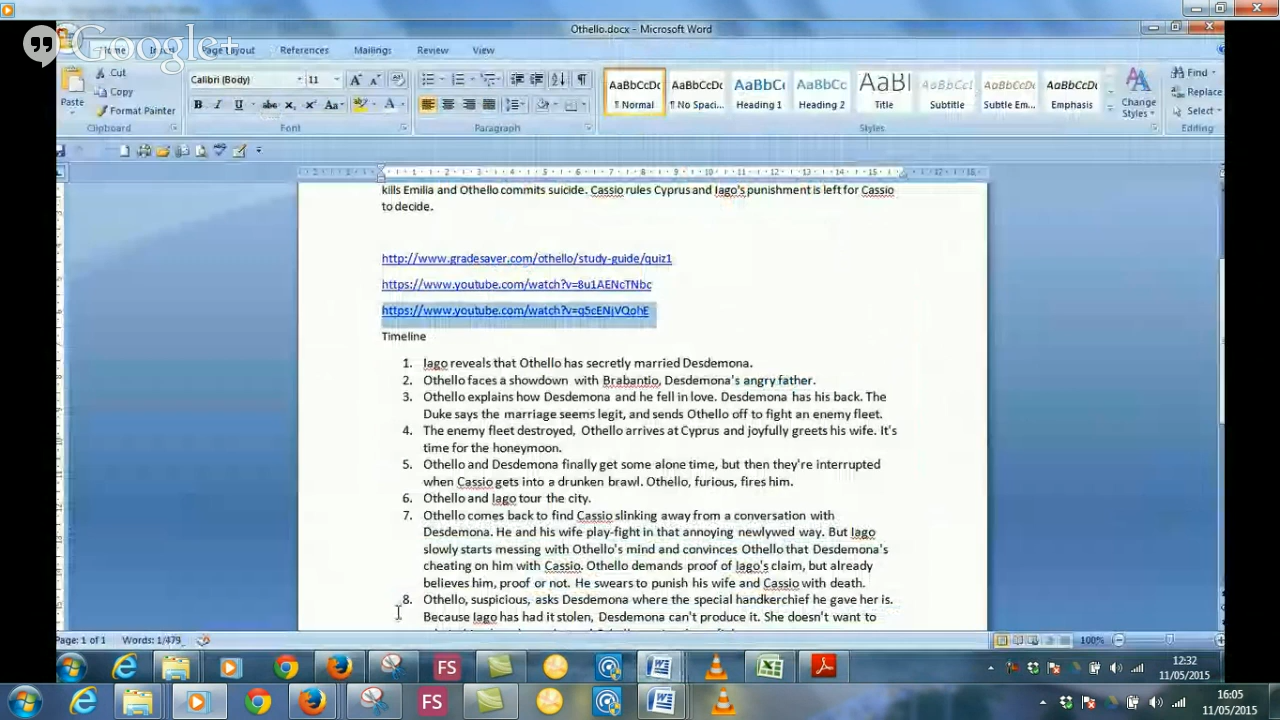 Othello.docx - Microsoft Word
Google+
Home Insert Page Layout References Mailings Review View
Cut
Copy
Format Painter
Paste
Clipboard
Calibri (Body) 11
Font
Paragraph
AaBbCcDc AaBbCcDc AaBbCc AaBbCc AaBl AaBbCcl AaBbCcDc AaBbCcDc
¶ Normal ¶ No Spaci... Heading 1 Heading 2 Title Subtitle Subtle Em... Emphasis
Change Styles
Styles
Find
Replace
Select
Editing
kills Emilia and Othello commits suicide. Cassio rules Cyprus and Iago's punishment is left for Cassio
to decide.
http://www.gradesaver.com/othello/study-guide/quiz1
https://www.youtube.com/watch?v=8u1AENcTNbc
https://www.youtube.com/watch?v=q5cENjVQohE
Timeline
1. Iago reveals that Othello has secretly married Desdemona.
2. Othello faces a showdown with Brabantio, Desdemona's angry father.
3. Othello explains how Desdemona and he fell in love. Desdemona has his back. The
Duke says the marriage seems legit, and sends Othello off to fight an enemy fleet.
4. The enemy fleet destroyed, Othello arrives at Cyprus and joyfully greets his wife. It's
time for the honeymoon.
5. Othello and Desdemona finally get some alone time, but then they're interrupted
when Cassio gets into a drunken brawl. Othello, furious, fires him.
6. Othello and Iago tour the city.
7. Othello comes back to find Cassio slinking away from a conversation with
Desdemona. He and his wife play-fight in that annoying newlywed way. But Iago
slowly starts messing with Othello's mind and convinces Othello that Desdemona's
cheating on him with Cassio. Othello demands proof of Iago's claim, but already
believes him, proof or not. He swears to punish his wife and Cassio with death.
8. Othello, suspicious, asks Desdemona where the special handkerchief he gave her is.
Because Iago has had it stolen, Desdemona can't produce it. She doesn't want to
Page: 1 of 1 Words: 1/479
100%
FS
12:32
11/05/2015
FS
16:05
11/05/2015